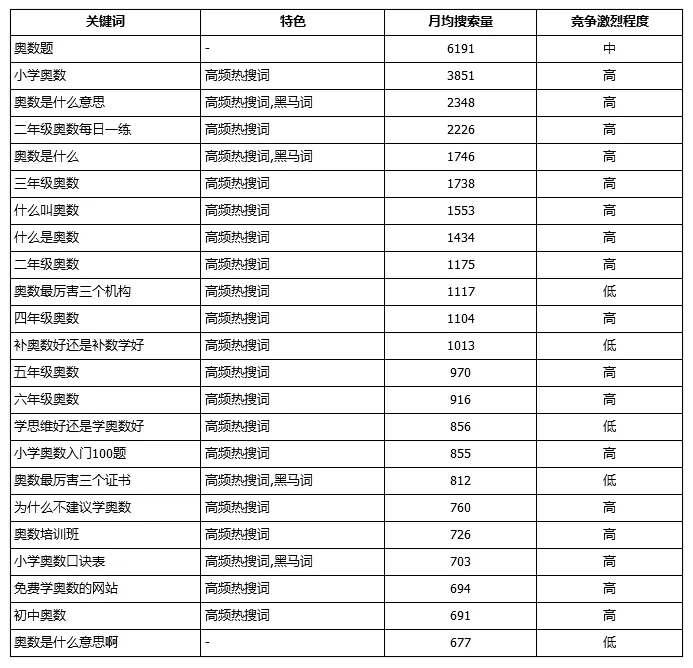 关键词 特色 月均搜索量 竞争激烈程度
奥数题 - 6191 中
小学奥数 高频热搜词 3851 高
奥数是什么意思 高频热搜词,黑马词 2348 高
二年级奥数每日一练 高频热搜词 2226 高
奥数是什么 高频热搜词,黑马词 1746 高
三年级奥数 高频热搜词 1738 高
什么叫奥数 高频热搜词 1553 高
什么是奥数 高频热搜词 1434 高
二年级奥数 高频热搜词 1175 高
奥数最厉害三个机构 高频热搜词 1117 低
四年级奥数 高频热搜词 1104 高
补奥数好还是补数学好 高频热搜词 1013 低
五年级奥数 高频热搜词 970 高
六年级奥数 高频热搜词 916 高
学思维好还是学奥数好 高频热搜词 856 低
小学奥数入门100题 高频热搜词 855 高
奥数最厉害三个证书 高频热搜词,黑马词 812 低
为什么不建议学奥数 高频热搜词 760 高
奥数培训班 高频热搜词 726 高
小学奥数口诀表 高频热搜词,黑马词 703 高
免费学奥数的网站 高频热搜词 694 高
初中奥数 高频热搜词 691 高
奥数是什么意思啊 - 677 低